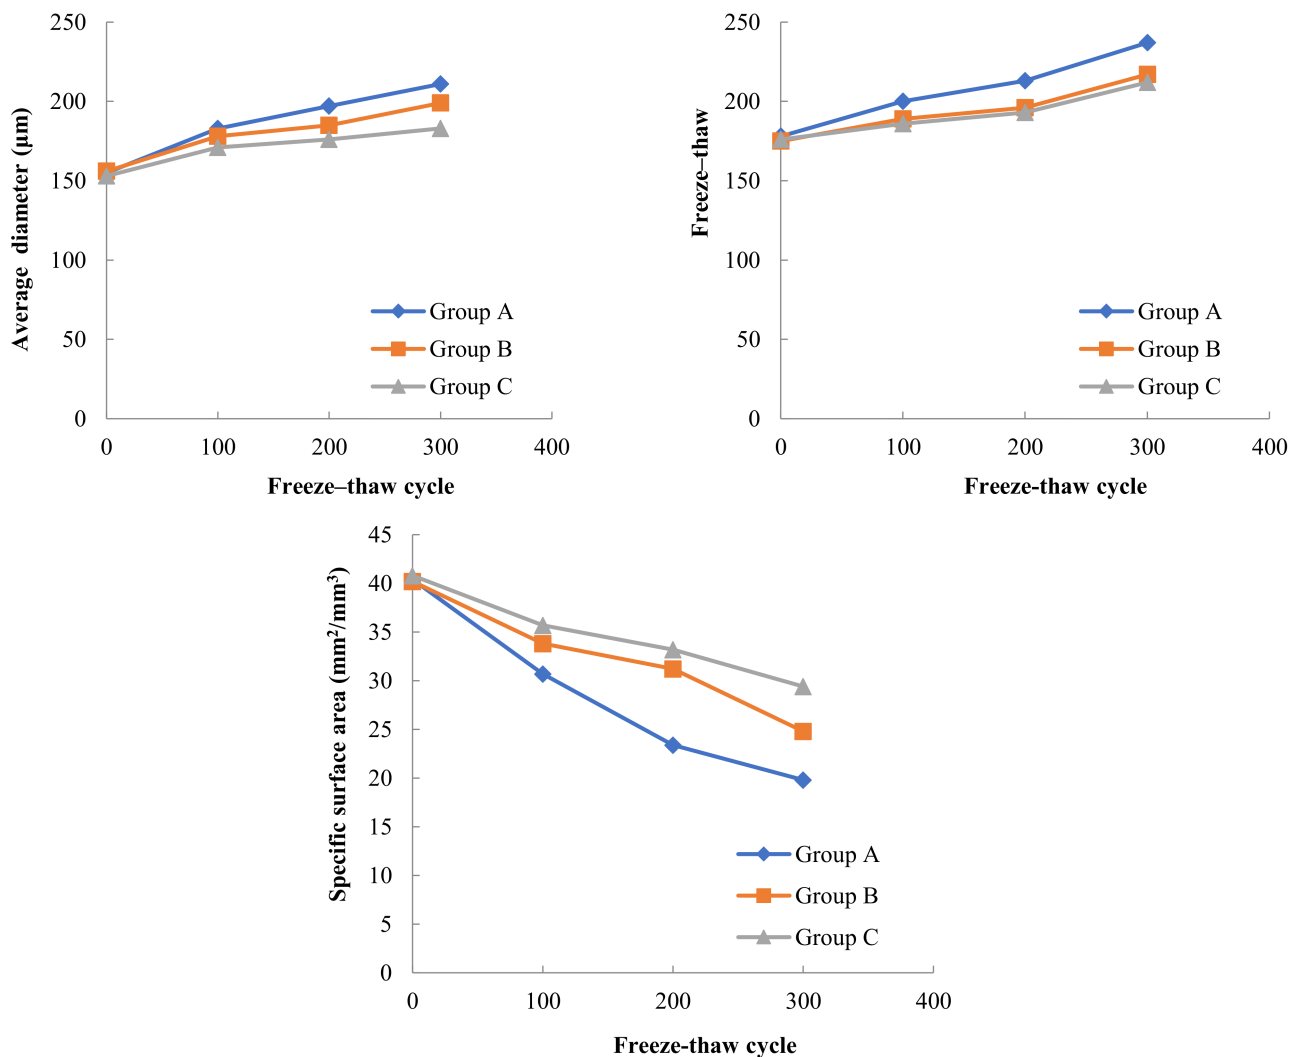 250
200
150
100
50
0
Average diameter (μm)
0 100 200 300 400
Freeze–thaw cycle
Group A
Group B
Group C
250
200
150
100
50
0
Freeze–thaw
0 100 200 300 400
Freeze-thaw cycle
Group A
Group B
Group C
45
40
35
30
25
20
15
10
5
0
Specific surface area (mm²/mm³)
0 100 200 300 400
Freeze-thaw cycle
Group A
Group B
Group C